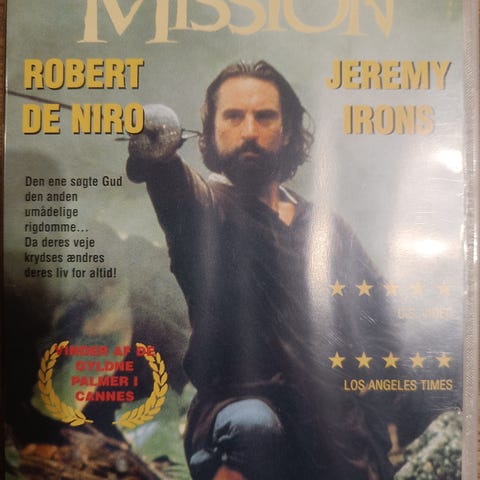 MISSION
ROBERT
DE NIRO
JEREMY
IRONS
Den ene søgte Gud
den anden
umådelige
rigdomme...
Da deres veje
krydses ændres
deres liv for altid!
VINDER AF DE
GYLDNE
PALMER I
CANNES
U.S. VIDEO
LOS ANGELES TIMES